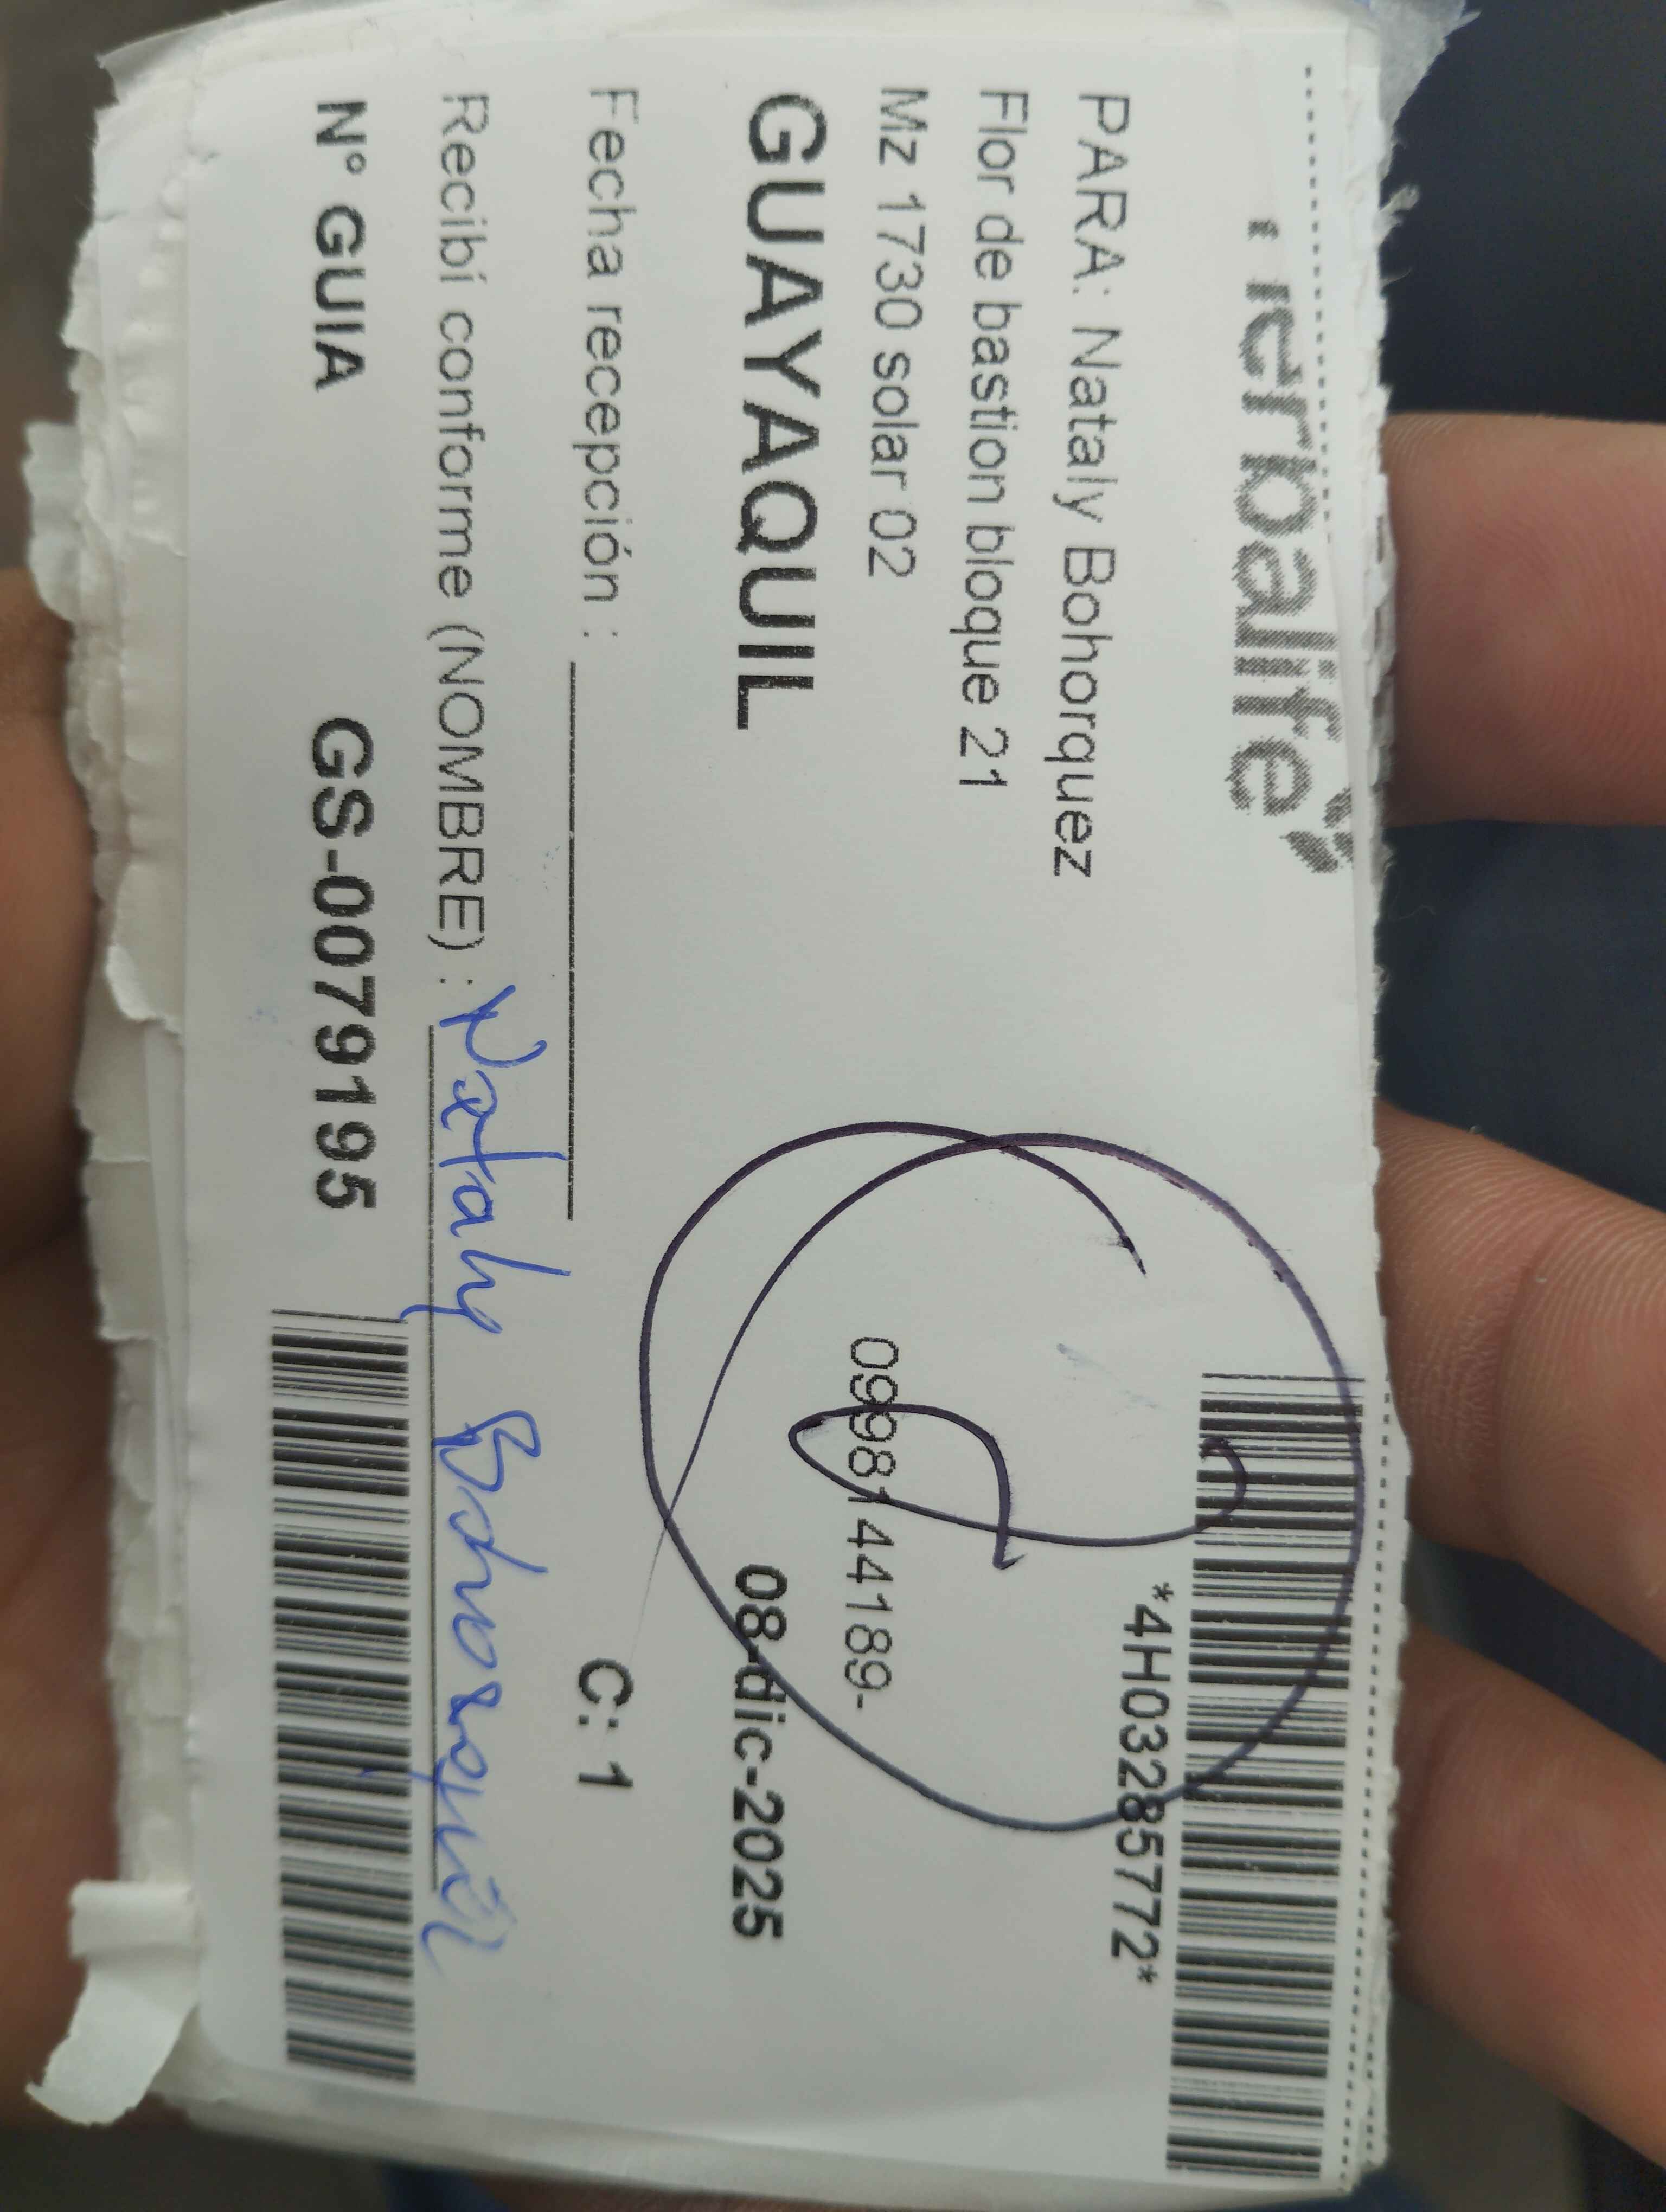 Herbalife
*4H03285772*
PARA: Nataly Bohorquez
Flor de bastion bloque 21
Mz 1730 solar 02 0998144189-
GUAYAQUIL 08-dic-2025
Fecha recepción : C: 1
Recibí conforme (NOMBRE) : Nataly Bohorquez
N° GUIA GS-0079195